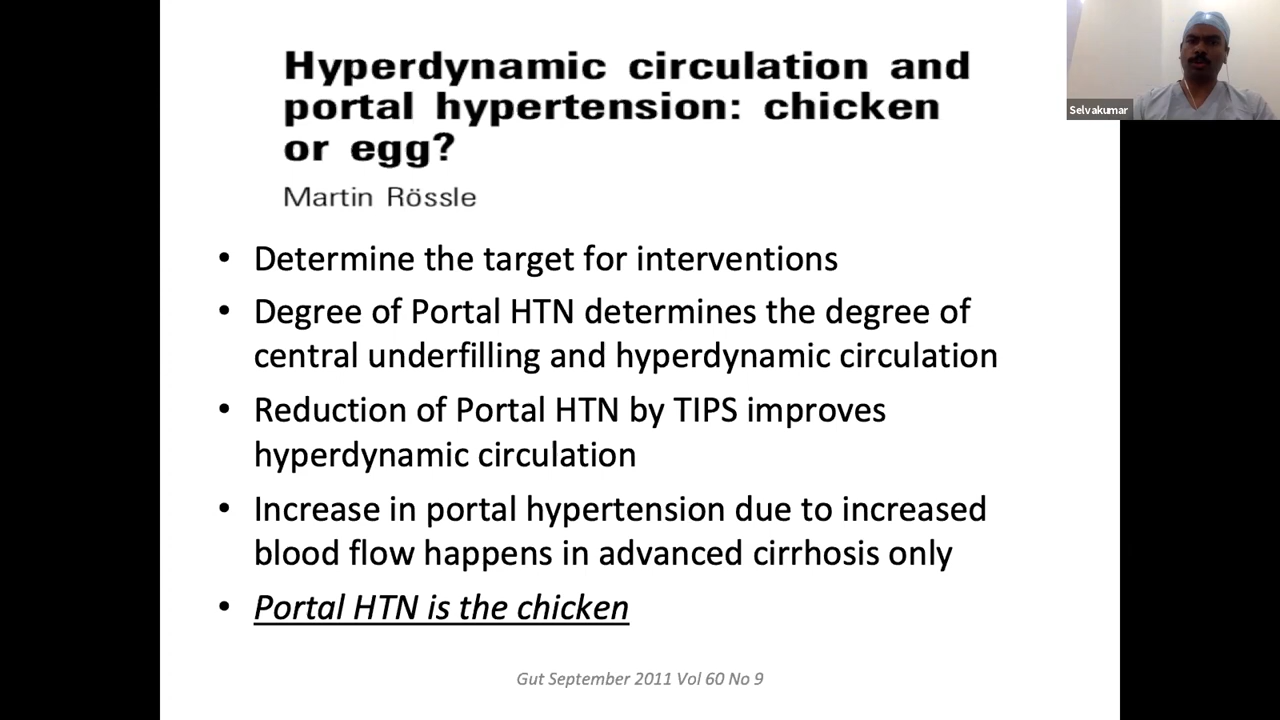 Hyperdynamic circulation and
portal hypertension: chicken
or egg?
Martin Rössle
Selvakumar
• Determine the target for interventions
• Degree of Portal HTN determines the degree of
central underfilling and hyperdynamic circulation
• Reduction of Portal HTN by TIPS improves
hyperdynamic circulation
• Increase in portal hypertension due to increased
blood flow happens in advanced cirrhosis only
• Portal HTN is the chicken
Gut September 2011 Vol 60 No 9